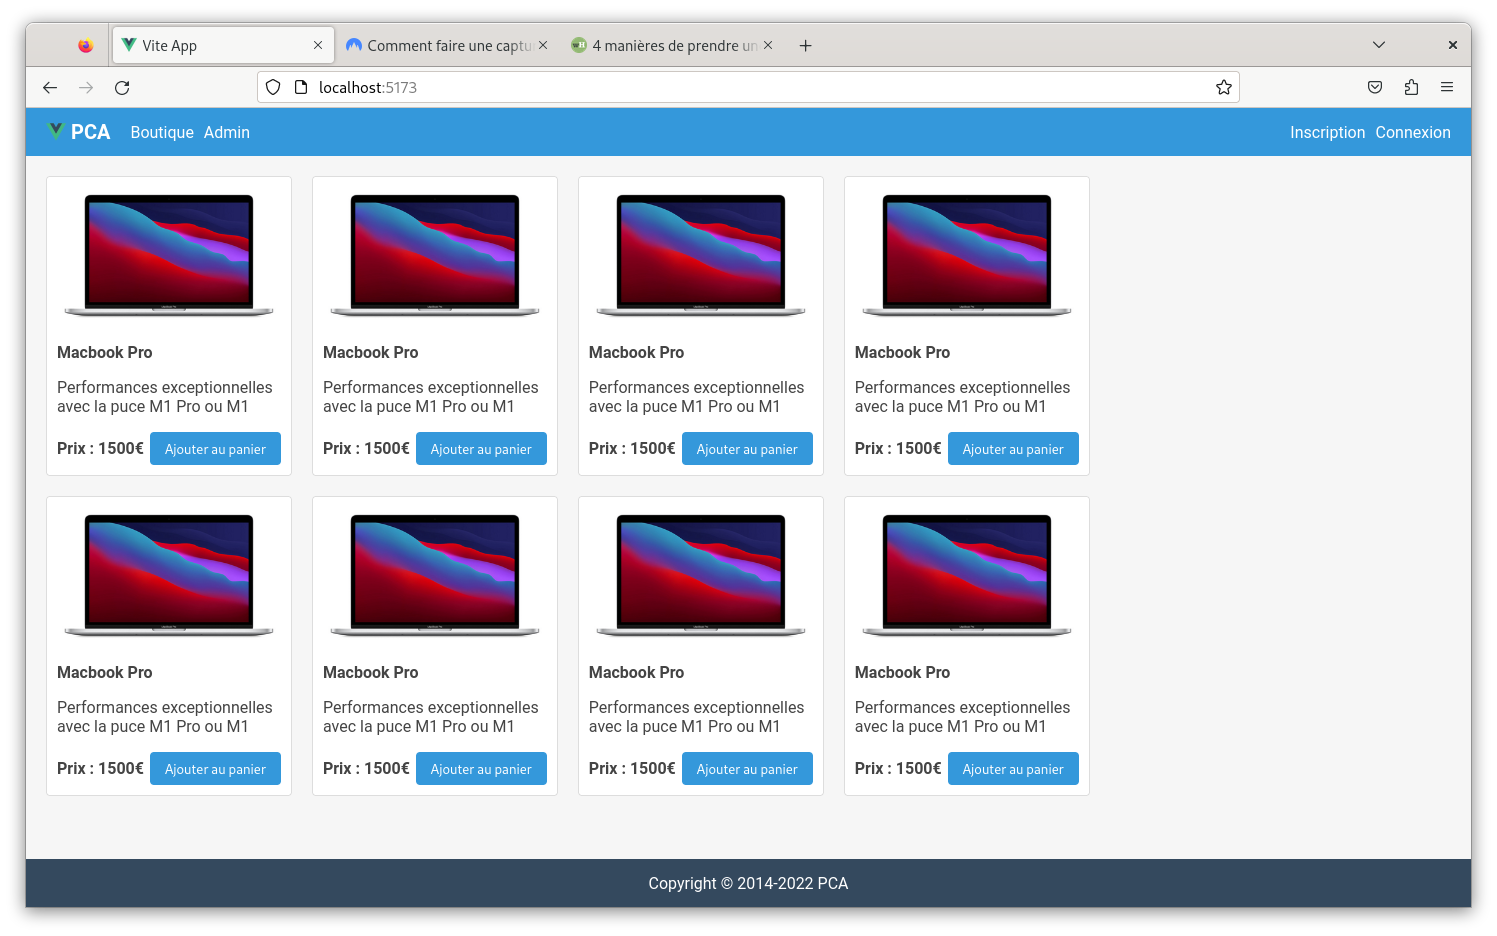 Vite App
Comment faire une captu
4 manières de prendre un
localhost:5173
PCA Boutique Admin Inscription Connexion
Macbook Pro Macbook Pro Macbook Pro Macbook Pro
Performances exceptionnelles Performances exceptionnelles Performances exceptionnelles Performances exceptionnelles
avec la puce M1 Pro ou M1 avec la puce M1 Pro ou M1 avec la puce M1 Pro ou M1 avec la puce M1 Pro ou M1
Prix : 1500€ Ajouter au panier Prix : 1500€ Ajouter au panier Prix : 1500€ Ajouter au panier Prix : 1500€ Ajouter au panier
Macbook Pro Macbook Pro Macbook Pro Macbook Pro
Performances exceptionnelles Performances exceptionnelles Performances exceptionnelles Performances exceptionnelles
avec la puce M1 Pro ou M1 avec la puce M1 Pro ou M1 avec la puce M1 Pro ou M1 avec la puce M1 Pro ou M1
Prix : 1500€ Ajouter au panier Prix : 1500€ Ajouter au panier Prix : 1500€ Ajouter au panier Prix : 1500€ Ajouter au panier
Copyright © 2014-2022 PCA